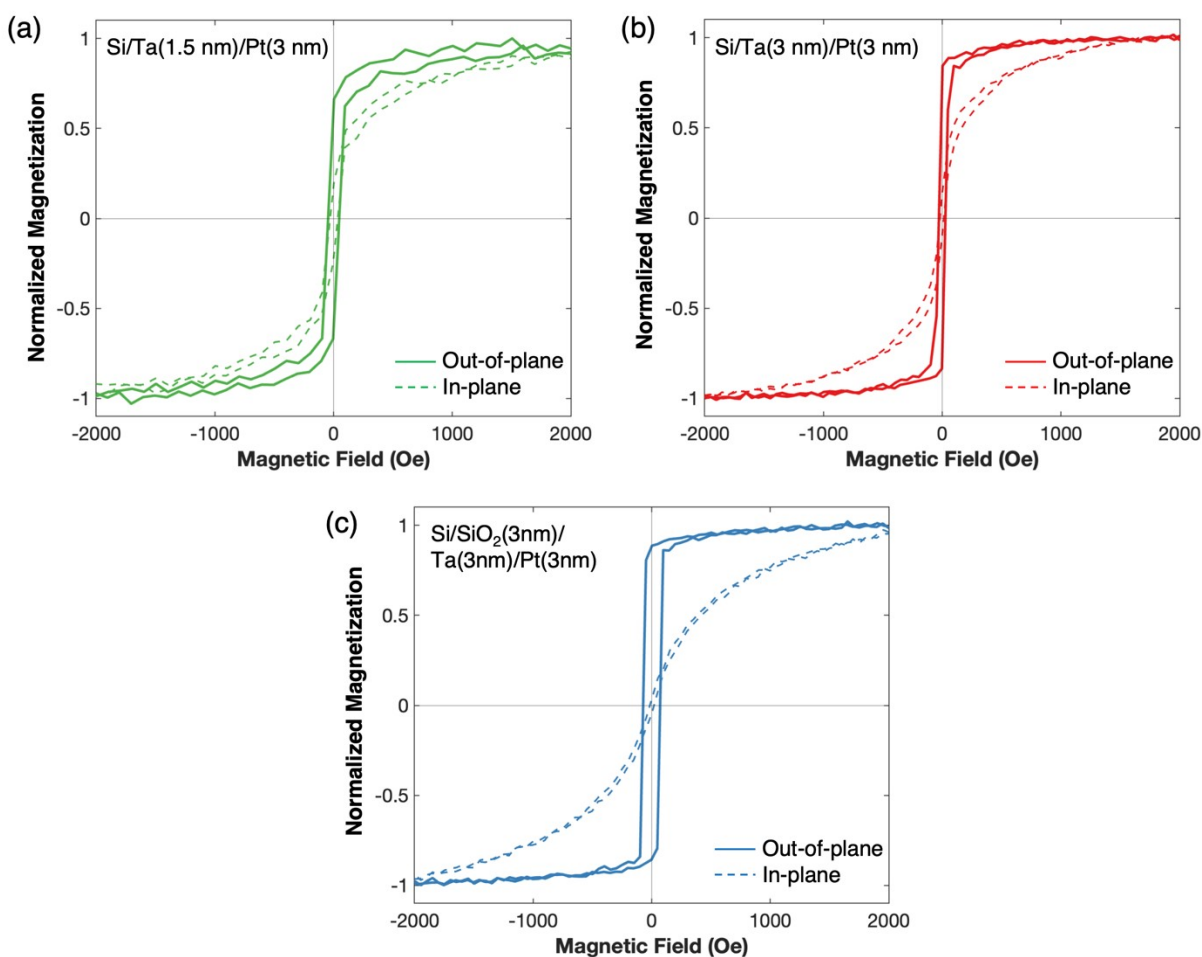 (a)
Si/Ta(1.5 nm)/Pt(3 nm)
Normalized Magnetization
1
0.5
0
-0.5
-1
Out-of-plane
In-plane
-2000 -1000 0 1000 2000
Magnetic Field (Oe)
(b)
Si/Ta(3 nm)/Pt(3 nm)
Normalized Magnetization
1
0.5
0
-0.5
-1
Out-of-plane
In-plane
-2000 -1000 0 1000 2000
Magnetic Field (Oe)
(c)
Si/SiO₂(3nm)/
Ta(3nm)/Pt(3nm)
Normalized Magnetization
1
0.5
0
-0.5
-1
Out-of-plane
In-plane
-2000 -1000 0 1000 2000
Magnetic Field (Oe)